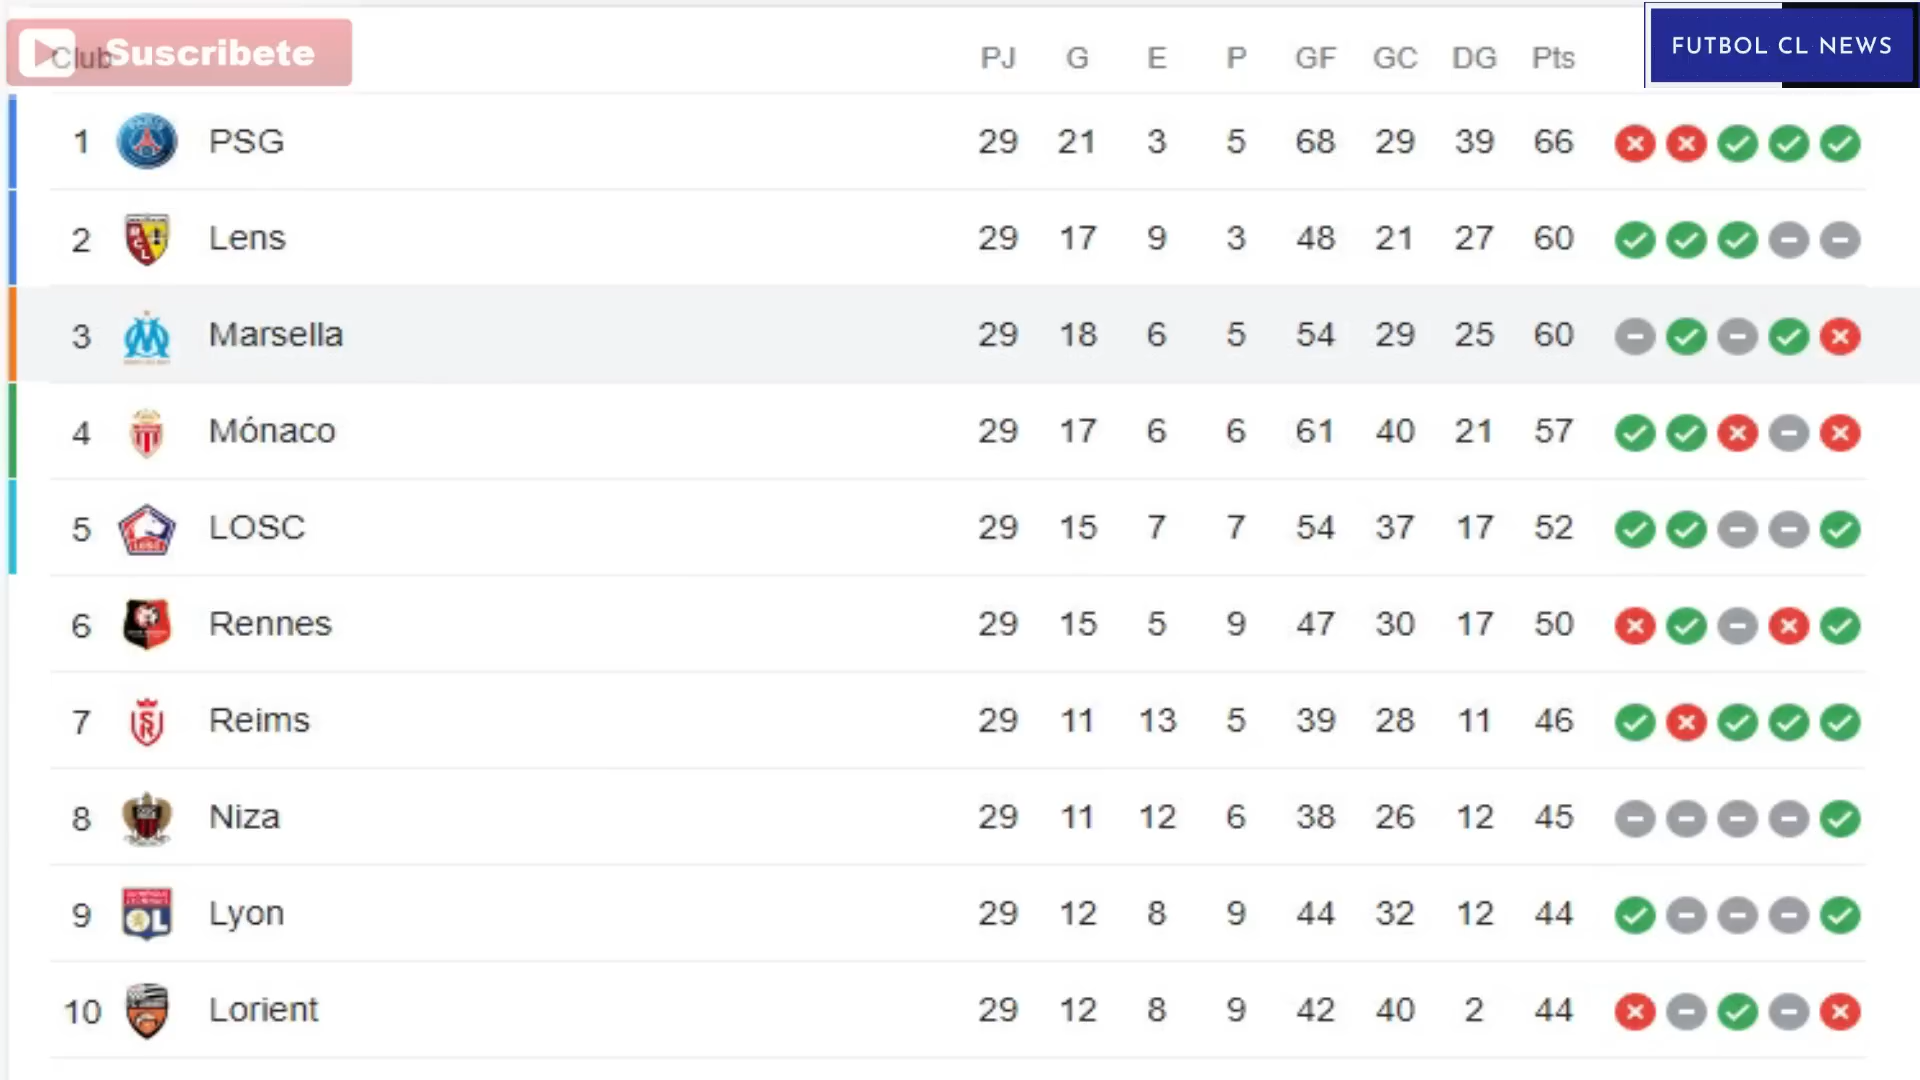 Club Suscribete PJ G E P GF GC DG Pts FUTBOL CL NEWS
1 PSG 29 21 3 5 68 29 39 66
2 Lens 29 17 9 3 48 21 27 60
3 Marsella 29 18 6 5 54 29 25 60
4 Mónaco 29 17 6 6 61 40 21 57
5 LOSC 29 15 7 7 54 37 17 52
6 Rennes 29 15 5 9 47 30 17 50
7 Reims 29 11 13 5 39 28 11 46
8 Niza 29 11 12 6 38 26 12 45
9 OL Lyon 29 12 8 9 44 32 12 44
10 Lorient 29 12 8 9 42 40 2 44